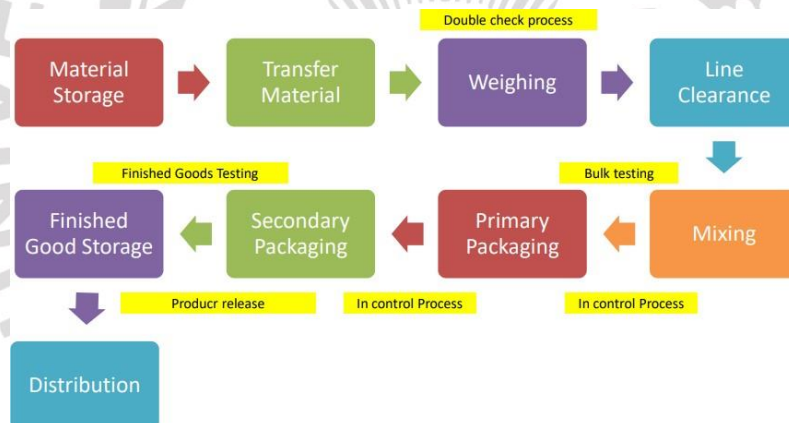 Double check process
Material
Storage
Transfer
Material
Weighing
Line
Clearance
Finished Goods Testing
Bulk testing
Finished
Good Storage
Secondary
Packaging
Primary
Packaging
Mixing
Producr release
In control Process
In control Process
Distribution